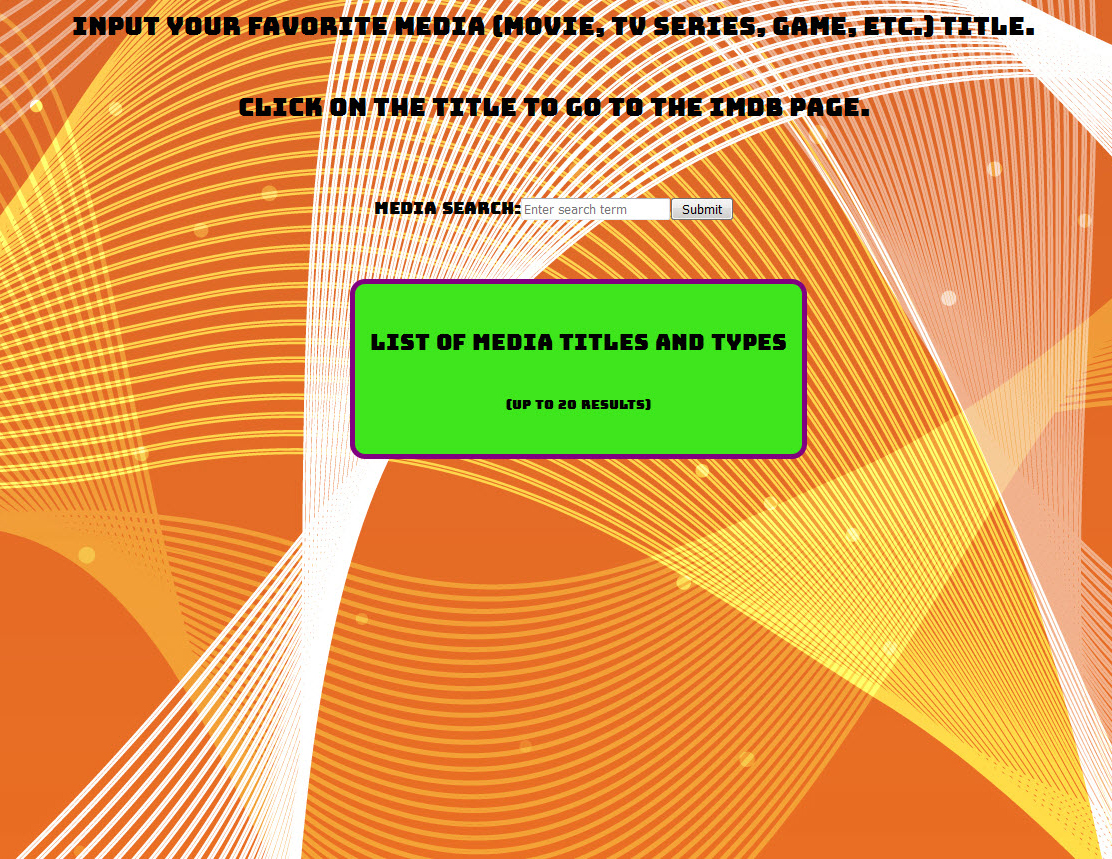 INPUT YOUR FAVORITE MEDIA (MOVIE, TV SERIES, GAME, ETC.) TITLE.
CLICK ON THE TITLE TO GO TO THE IMDB PAGE.
MEDIA SEARCH: Enter search term Submit
LIST OF MEDIA TITLES AND TYPES
(UP TO 20 RESULTS)